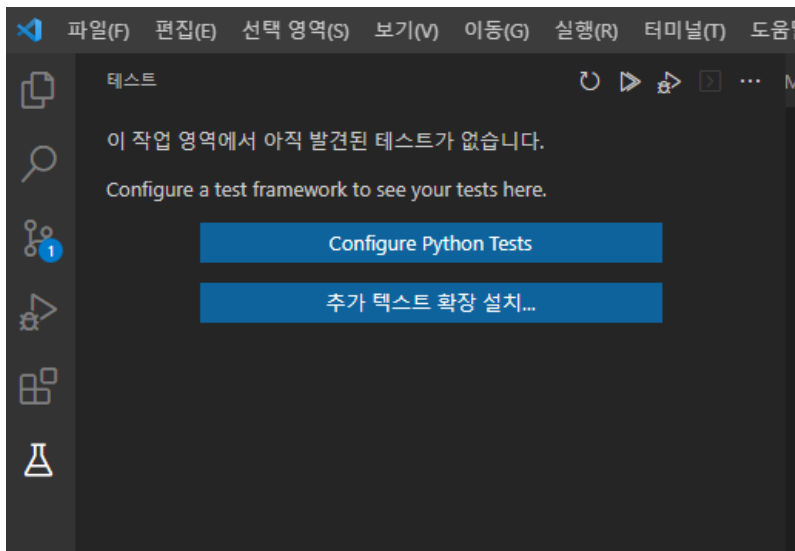 파일(F) 편집(E) 선택 영역(S) 보기(V) 이동(G) 실행(R) 터미널(T)
테스트
이 작업 영역에서 아직 발견된 테스트가 없습니다.
Configure a test framework to see your tests here.
Configure Python Tests
1
추가 텍스트 확장 설치...